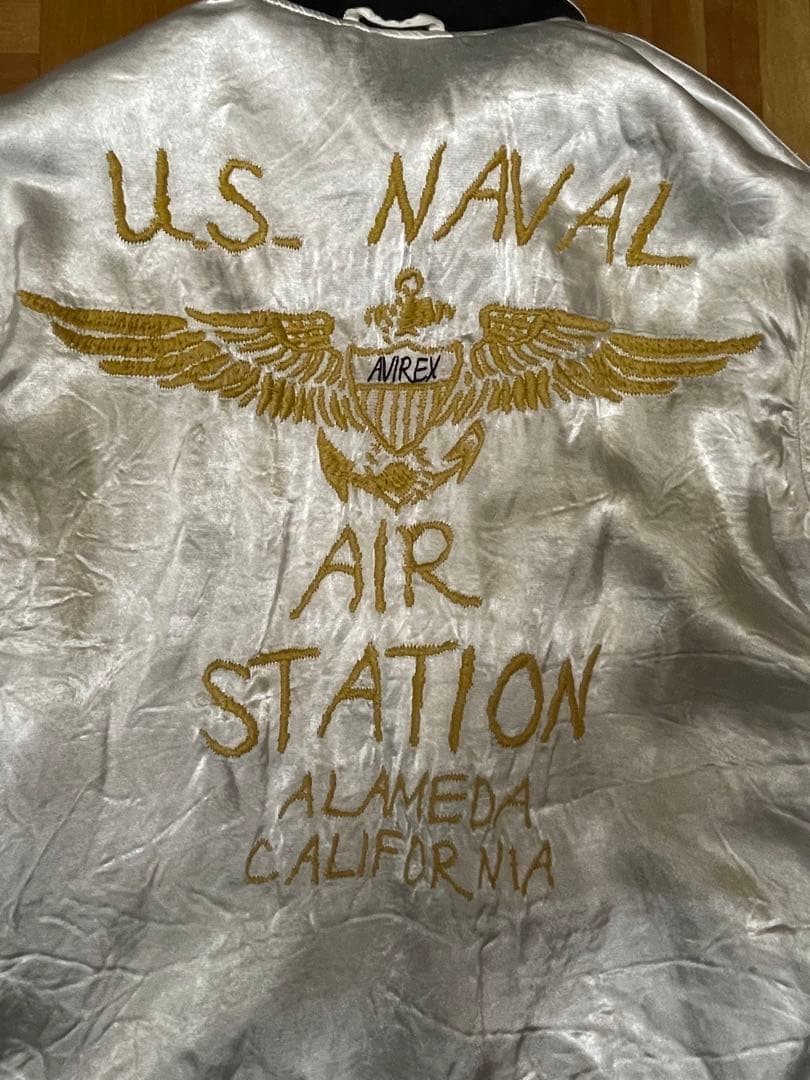 U.S. NAVAL
AVIREX
AIR
STATION
ALAMEDA
CALIFORNIA